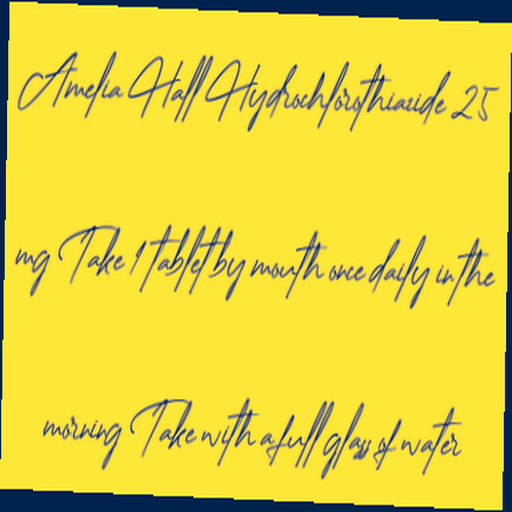 Amelia Hall Hydrochlorothiazide 25
mg Take 1 tablet by mouth once daily in the
morning Take with a full glass of water